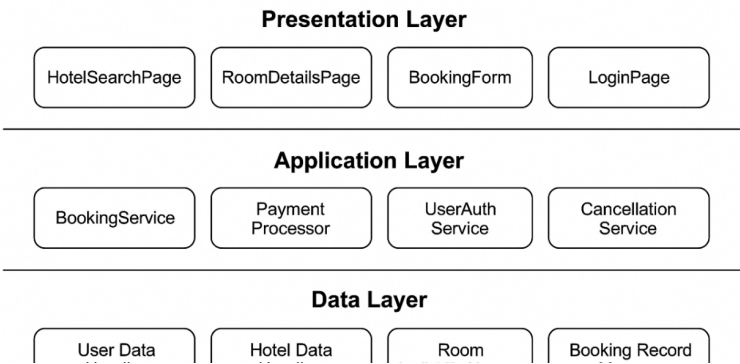 Presentation Layer
HotelSearchPage
RoomDetailsPage
BookingForm
LoginPage
Application Layer
BookingService
Payment
Processor
UserAuth
Service
Cancellation
Service
Data Layer
User Data
Hotel Data
Room
Booking Record